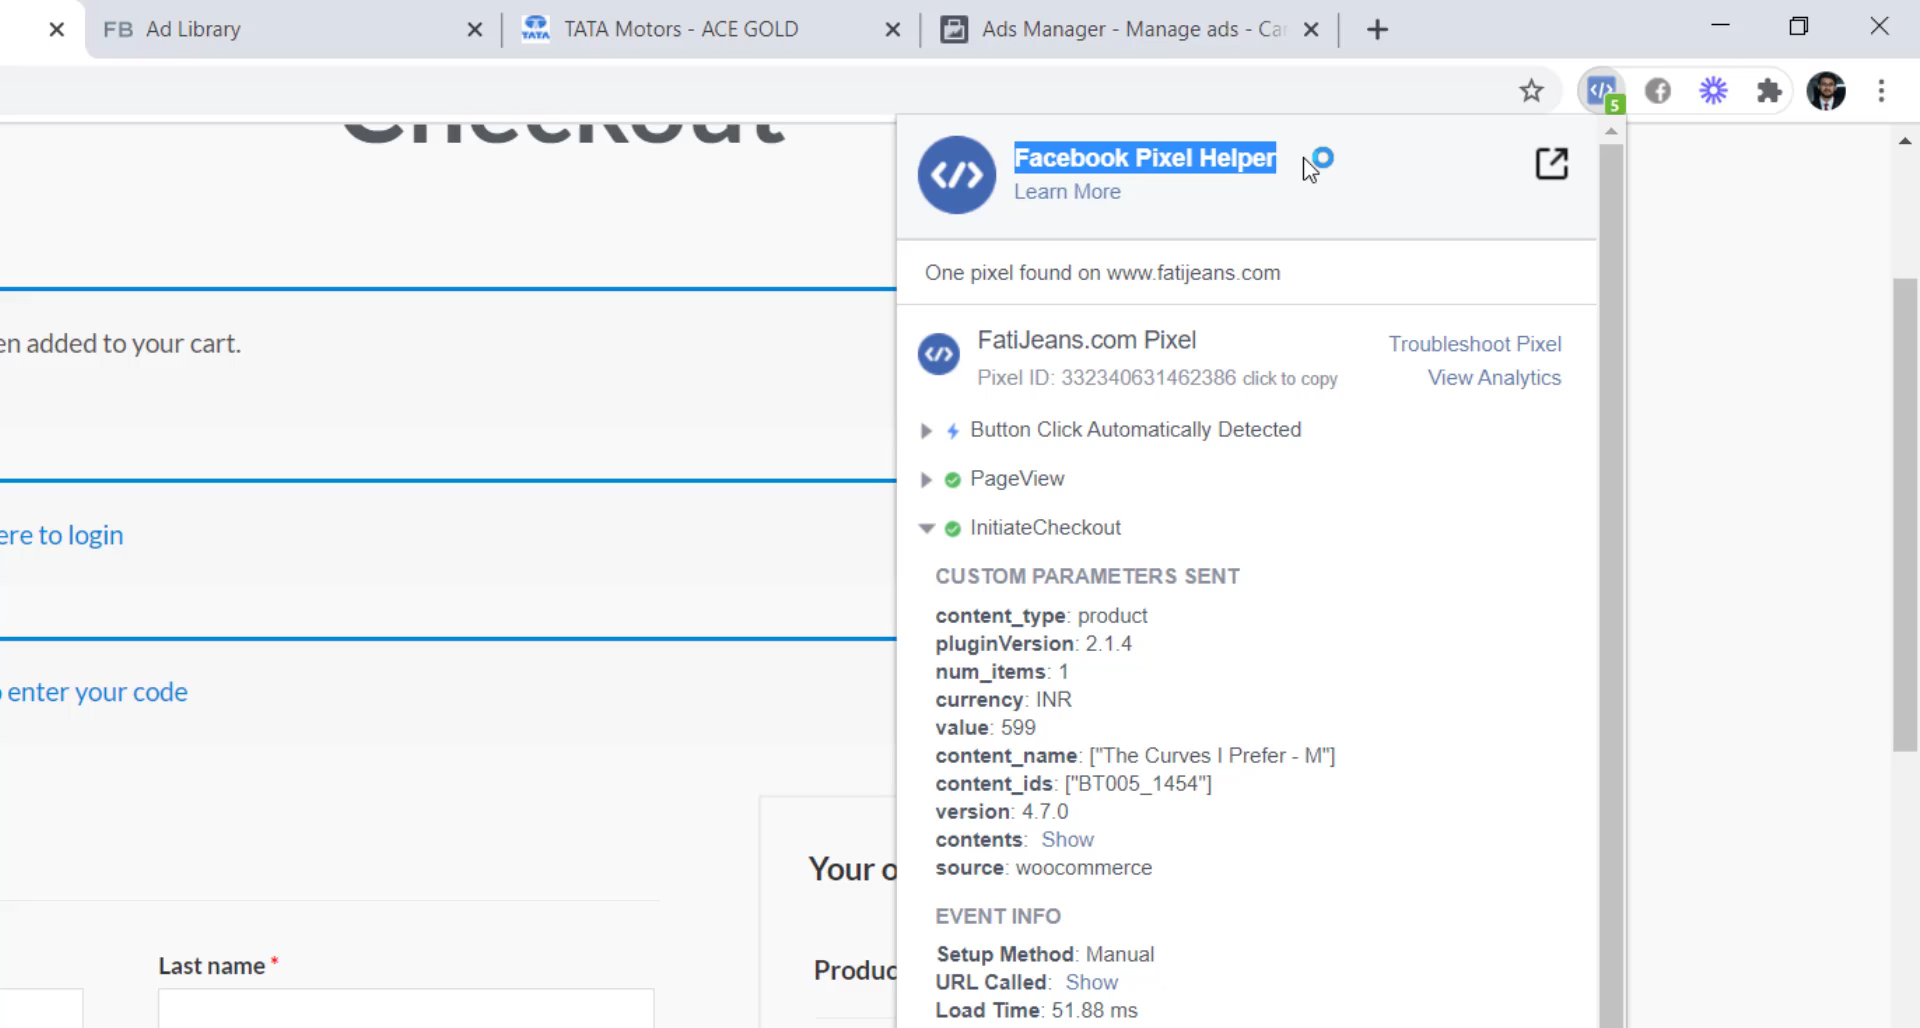 FB Ad Library
TATA TATA Motors - ACE GOLD
Ads Manager - Manage ads - Car
5
Checkout
Facebook Pixel Helper
Learn More
One pixel found on www.fatijeans.com
en added to your cart.
FatiJeans.com Pixel
Troubleshoot Pixel
Pixel ID: 332340631462386 click to copy
View Analytics
Button Click Automatically Detected
PageView
InitiateCheckout
ere to login
CUSTOM PARAMETERS SENT
content_type: product
pluginVersion: 2.1.4
num_items: 1
currency: INR
enter your code
value: 599
content_name: ["The Curves I Prefer - M"]
content_ids: ["BT005_1454"]
version: 4.7.0
contents: Show
source: woocommerce
Your o
EVENT INFO
Setup Method: Manual
Last name *
Produc
URL Called: Show
Load Time: 51.88 ms